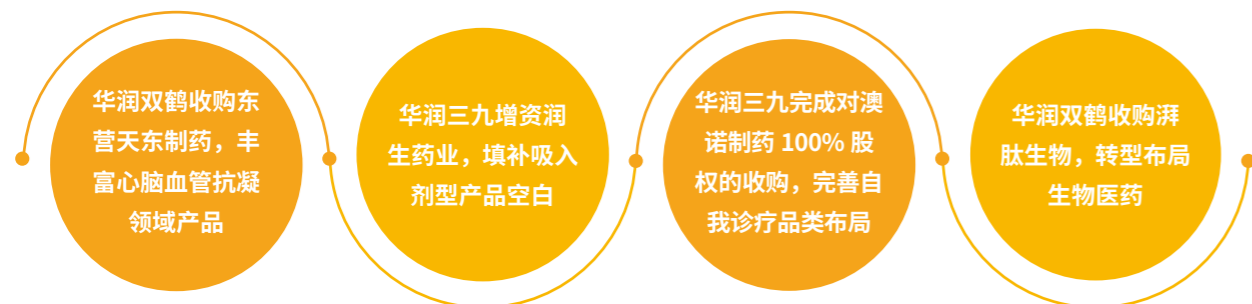 华润双鹤收购东
营天东制药，丰
富心脑血管抗凝
领域产品
华润三九增资润
生药业，填补吸入
剂型产品空白
华润三九完成对澳
诺制药 100% 股
权的收购，完善自
我诊疗品类布局
华润双鹤收购湃
肽生物，转型布局
生物医药